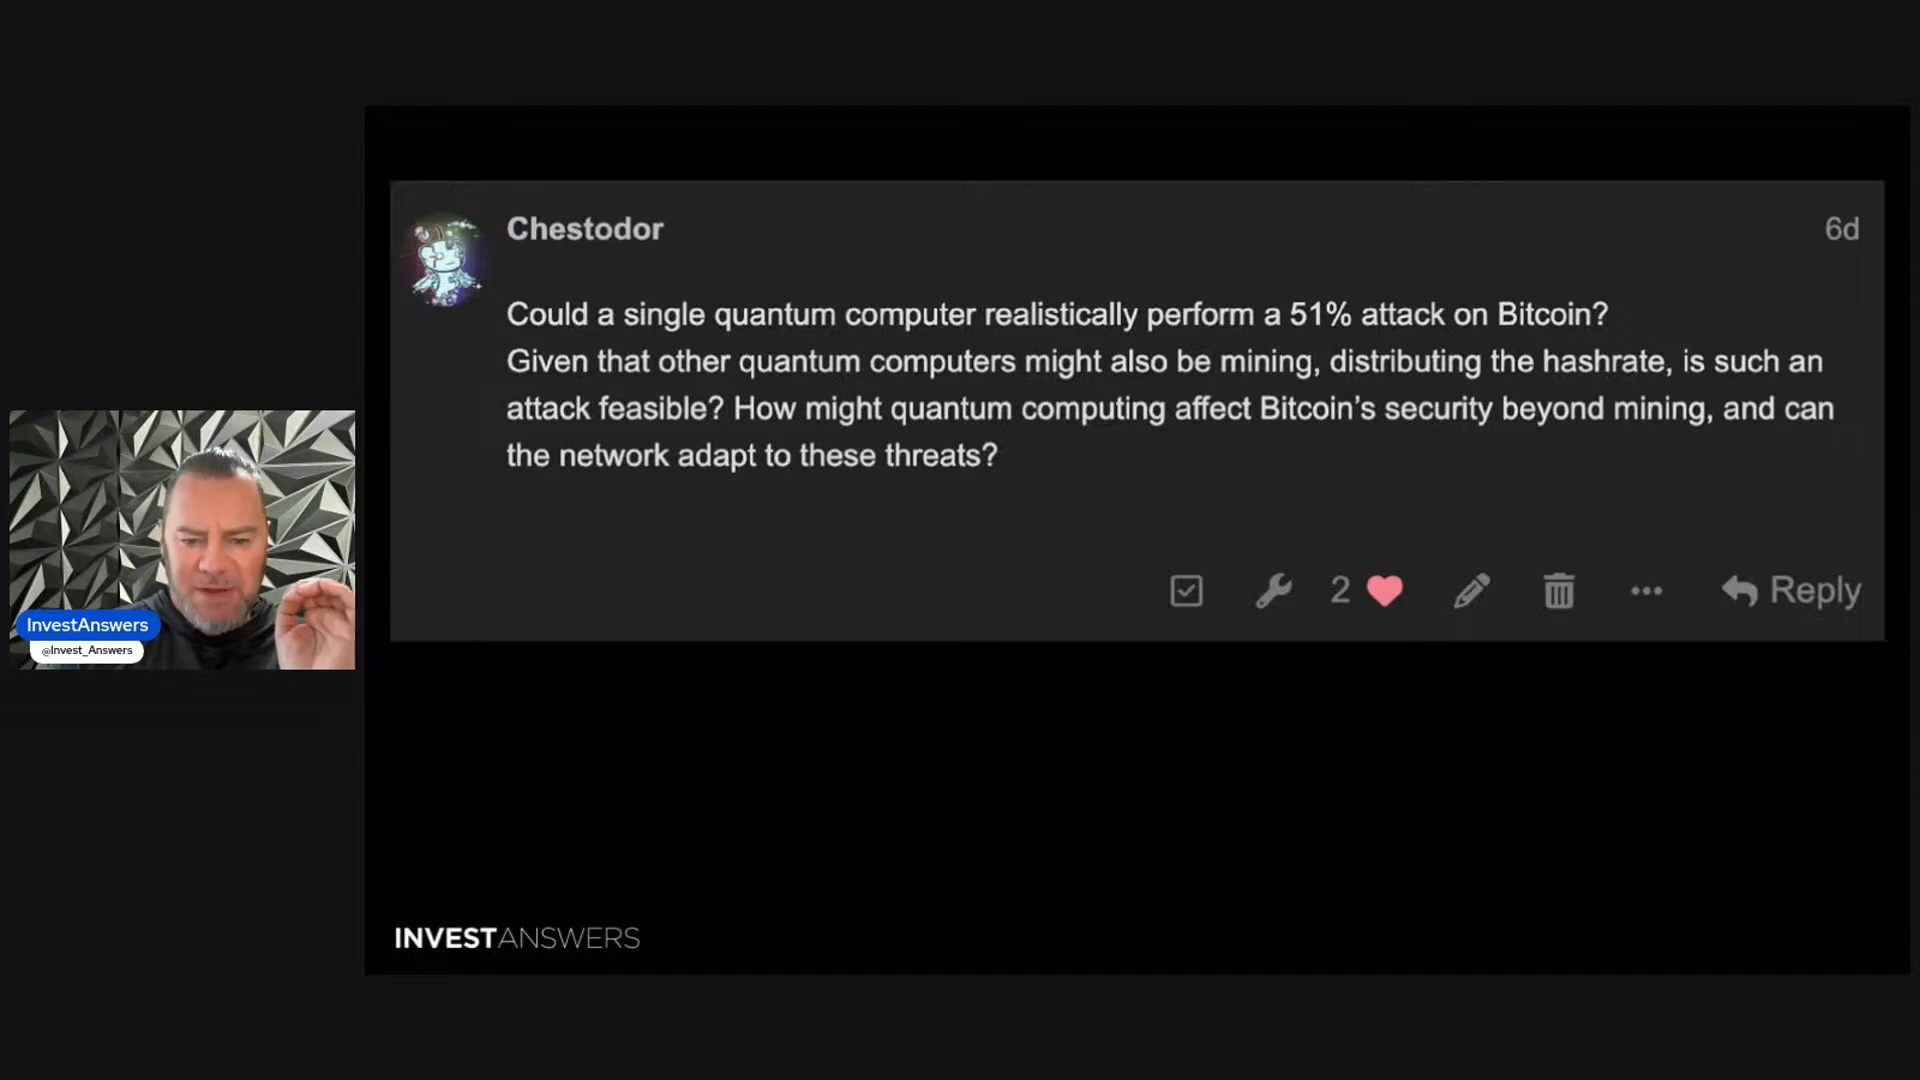 Chestodor
6d
Could a single quantum computer realistically perform a 51% attack on Bitcoin?
Given that other quantum computers might also be mining, distributing the hashrate, is such an
attack feasible? How might quantum computing affect Bitcoin’s security beyond mining, and can
the network adapt to these threats?
2
Reply
InvestAnswers
@Invest_Answers
INVESTANSWERS